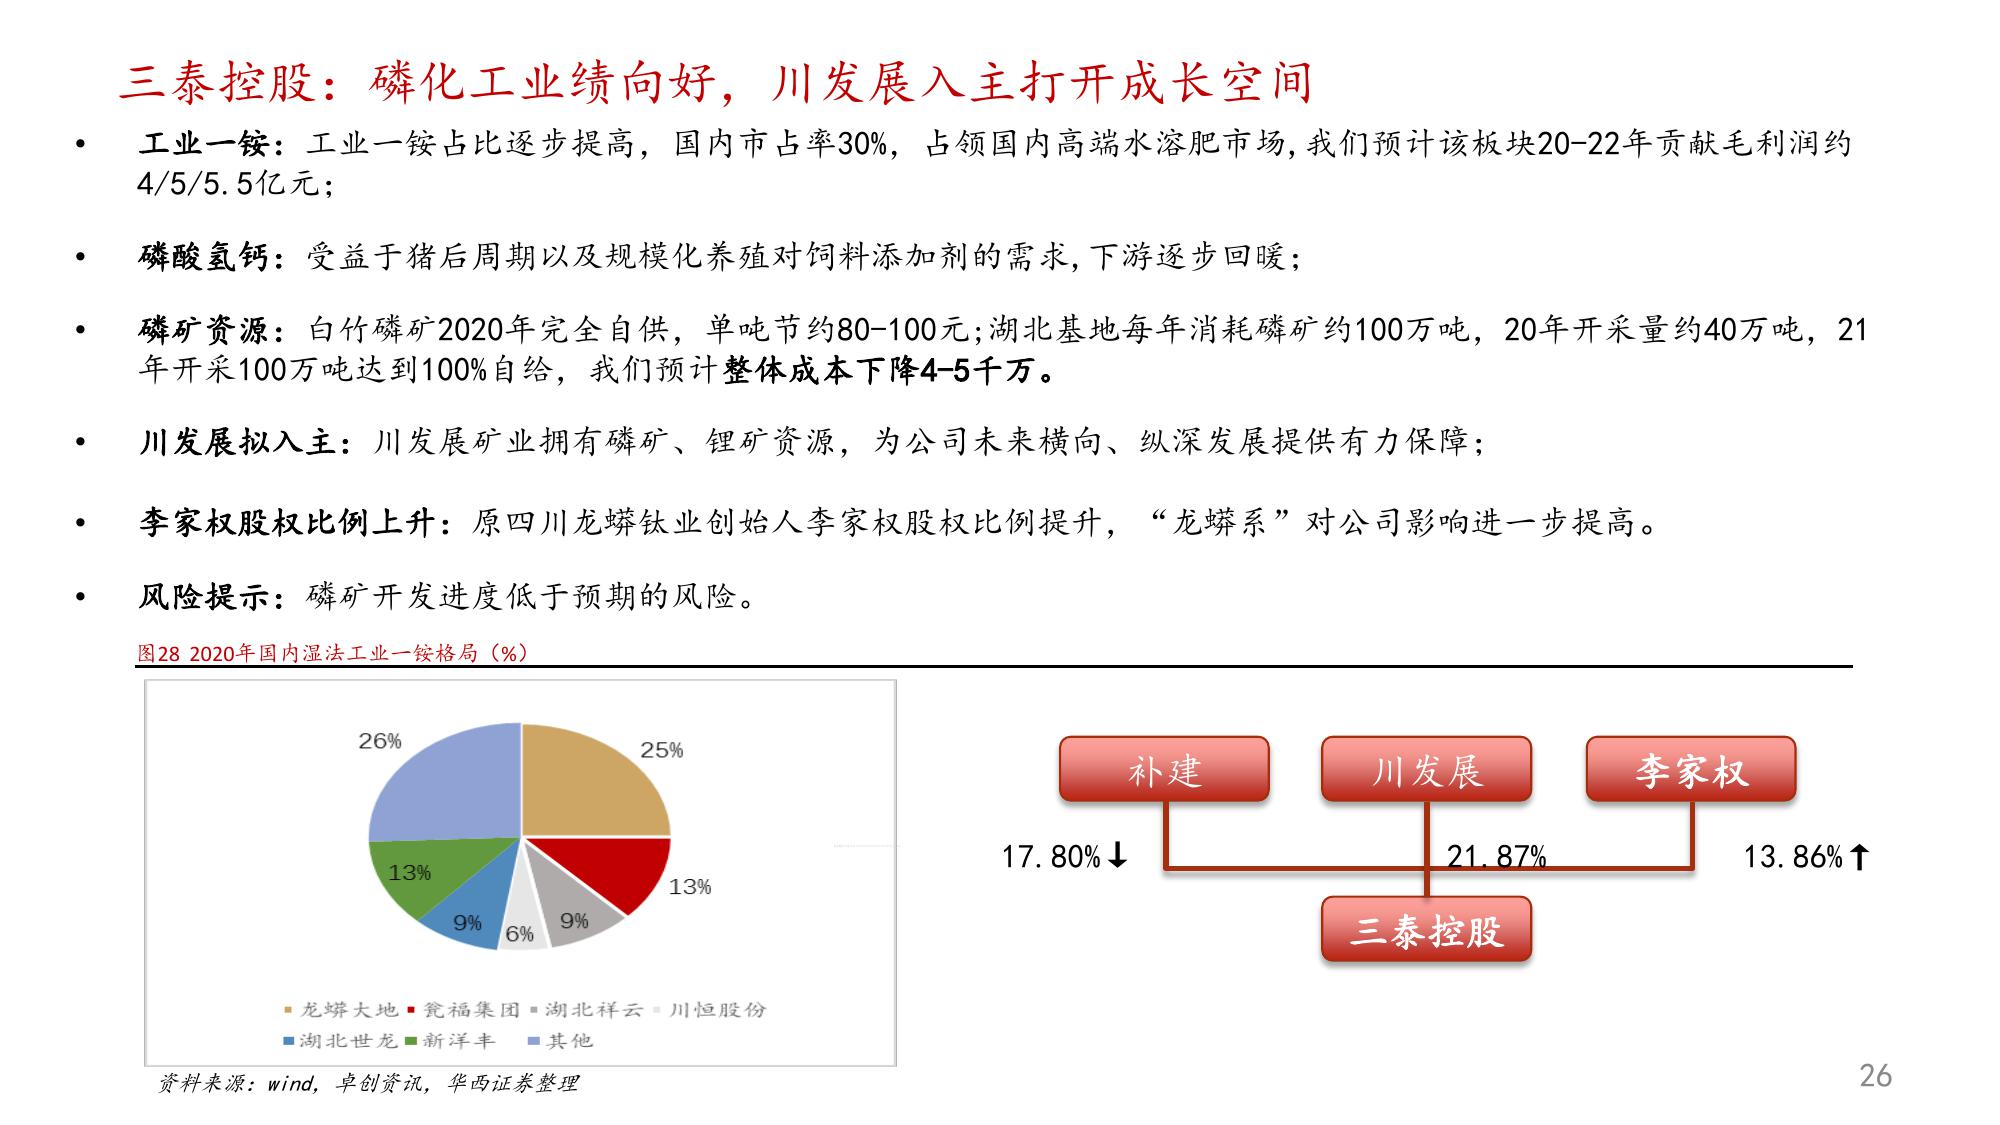 三泰控股：磷化工业绩向好，川发展入主打开成长空间
• 工业一铵：工业一铵占比逐步提高，国内市占率30%，占领国内高端水溶肥市场,我们预计该板块20-22年贡献毛利润约
4/5/5.5亿元；
• 磷酸氢钙：受益于猪后周期以及规模化养殖对饲料添加剂的需求,下游逐步回暖；
• 磷矿资源：白竹磷矿2020年完全自供，单吨节约80-100元;湖北基地每年消耗磷矿约100万吨，20年开采量约40万吨，21
年开采100万吨达到100%自给，我们预计整体成本下降4-5千万。
• 川发展拟入主：川发展矿业拥有磷矿、锂矿资源，为公司未来横向、纵深发展提供有力保障；
• 李家权股权比例上升：原四川龙蟒钛业创始人李家权股权比例提升，“龙蟒系”对公司影响进一步提高。
• 风险提示：磷矿开发进度低于预期的风险。
图28 2020年国内湿法工业一铵格局（%）
26%
25%
13%
13%
9%
6%
9%
龙蟒大地 瓮福集团 湖北祥云 川恒股份
湖北世龙 新洋丰 其他
补建
川发展
李家权
17.80%↓
21.87%
13.86%↑
三泰控股
资料来源：wind，卓创资讯，华西证券整理
26